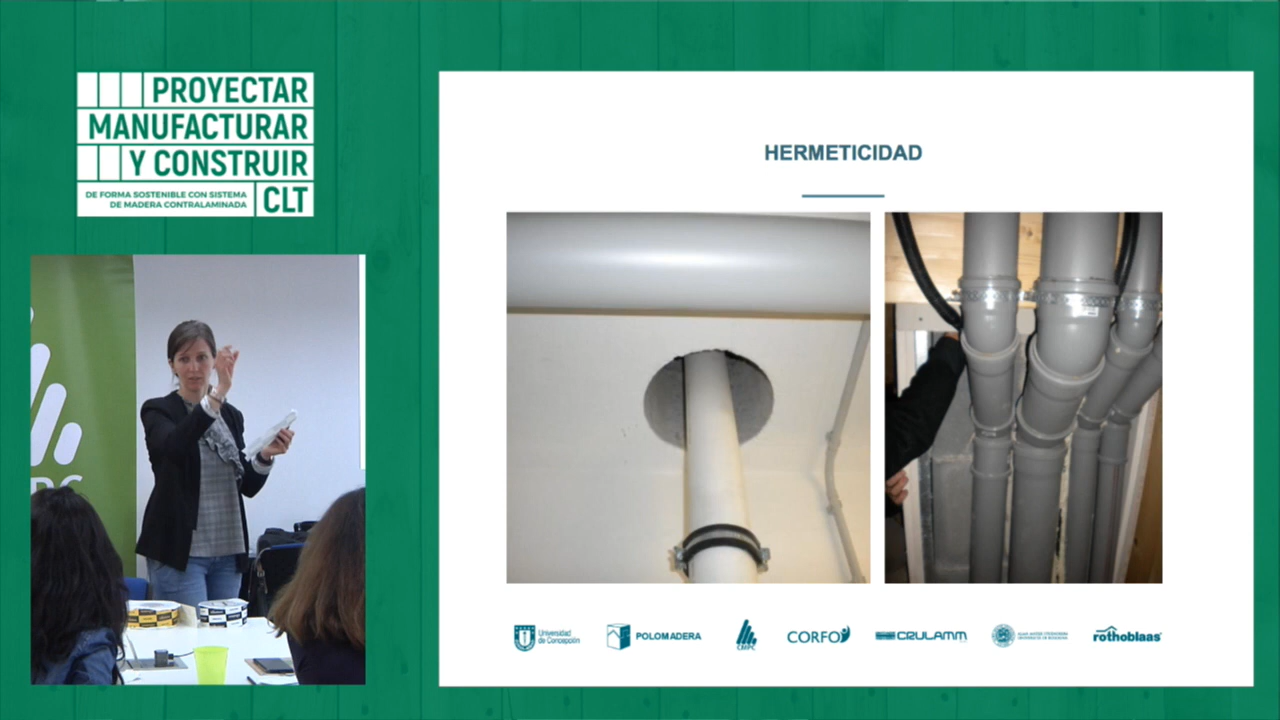 PROYECTAR
MANUFACTURAR
Y CONSTRUIR
DE FORMA SOSTENIBLE CON SISTEMA
DE MADERA CONTRALAMINADA
CLT
HERMETICIDAD
Universidad
de Concepción
POLOMADERA
CMPC
CORFO
CRULAMM
rothoblaas